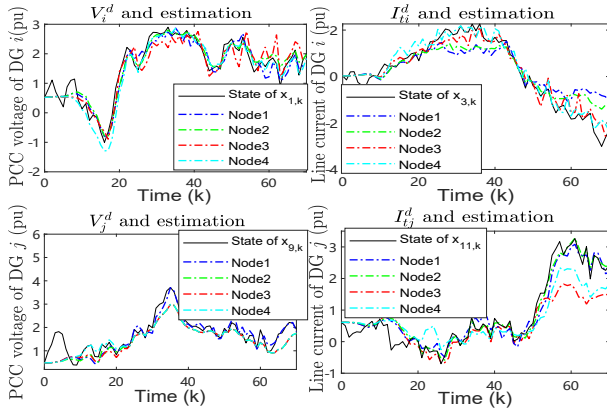 V_i^d and estimation
PCC voltage of DG i(pu)
3
2
1
0
-1
-2
0
20
40
60
Time (k)
State of x_{1,k}
Node1
Node2
Node3
Node4
I_{ti}^d and estimation
Line current of DG i (pu)
2
0
-2
-4
0
20
40
60
Time (k)
State of x_{3,k}
Node1
Node2
Node3
Node4
V_j^d and estimation
PCC voltage of DG j (pu)
6
5
4
3
2
1
0
20
40
60
Time (k)
State of x_{9,k}
Node1
Node2
Node3
Node4
I_{tj}^d and estimation
Line current of DG j (pu)
3
2
1
0
-1
0
20
40
60
Time (k)
State of x_{11,k}
Node1
Node2
Node3
Node4